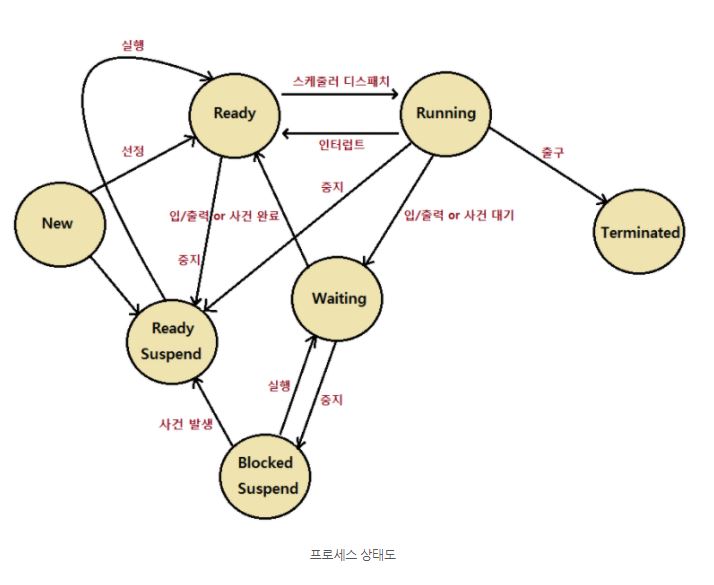 실행
스케줄러 디스패치
Ready
Running
인터럽트
선정
출구
중지
New
입/출력 or 사건 완료
입/출력 or 사건 대기
Terminated
중지
Waiting
Ready
Suspend
실행
중지
사건 발생
Blocked
Suspend
프로세스 상태도